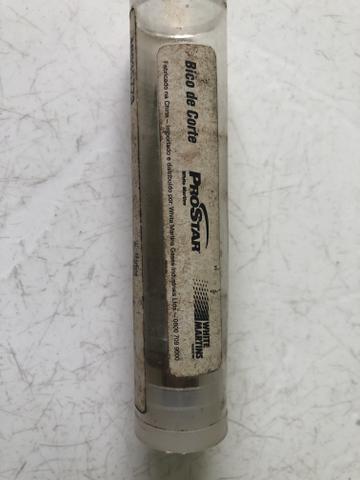 Bico de Corte
PROSTAR
White Martins
WHITE
MARTINS
Fabricado na China - Importado e distribuído por: White Martins Gases Industriais Ltda. - 0800 709 9000